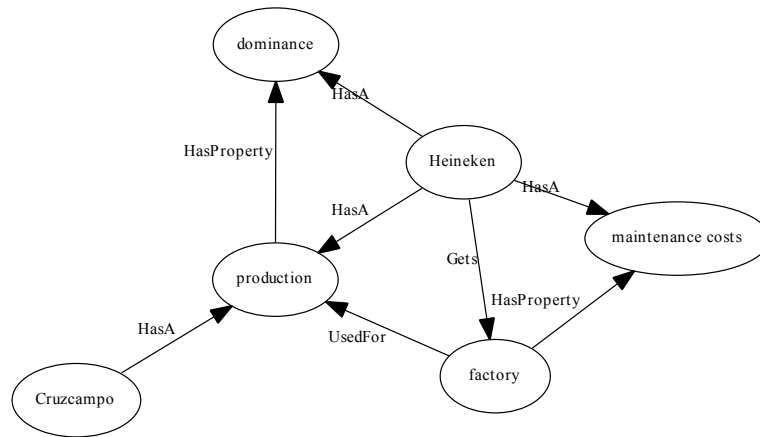 dominance
HasA
HasProperty
Heineken
HasA
HasA
maintenance costs
Gets
production
HasProperty
HasA
UsedFor
Cruzcampo
factory